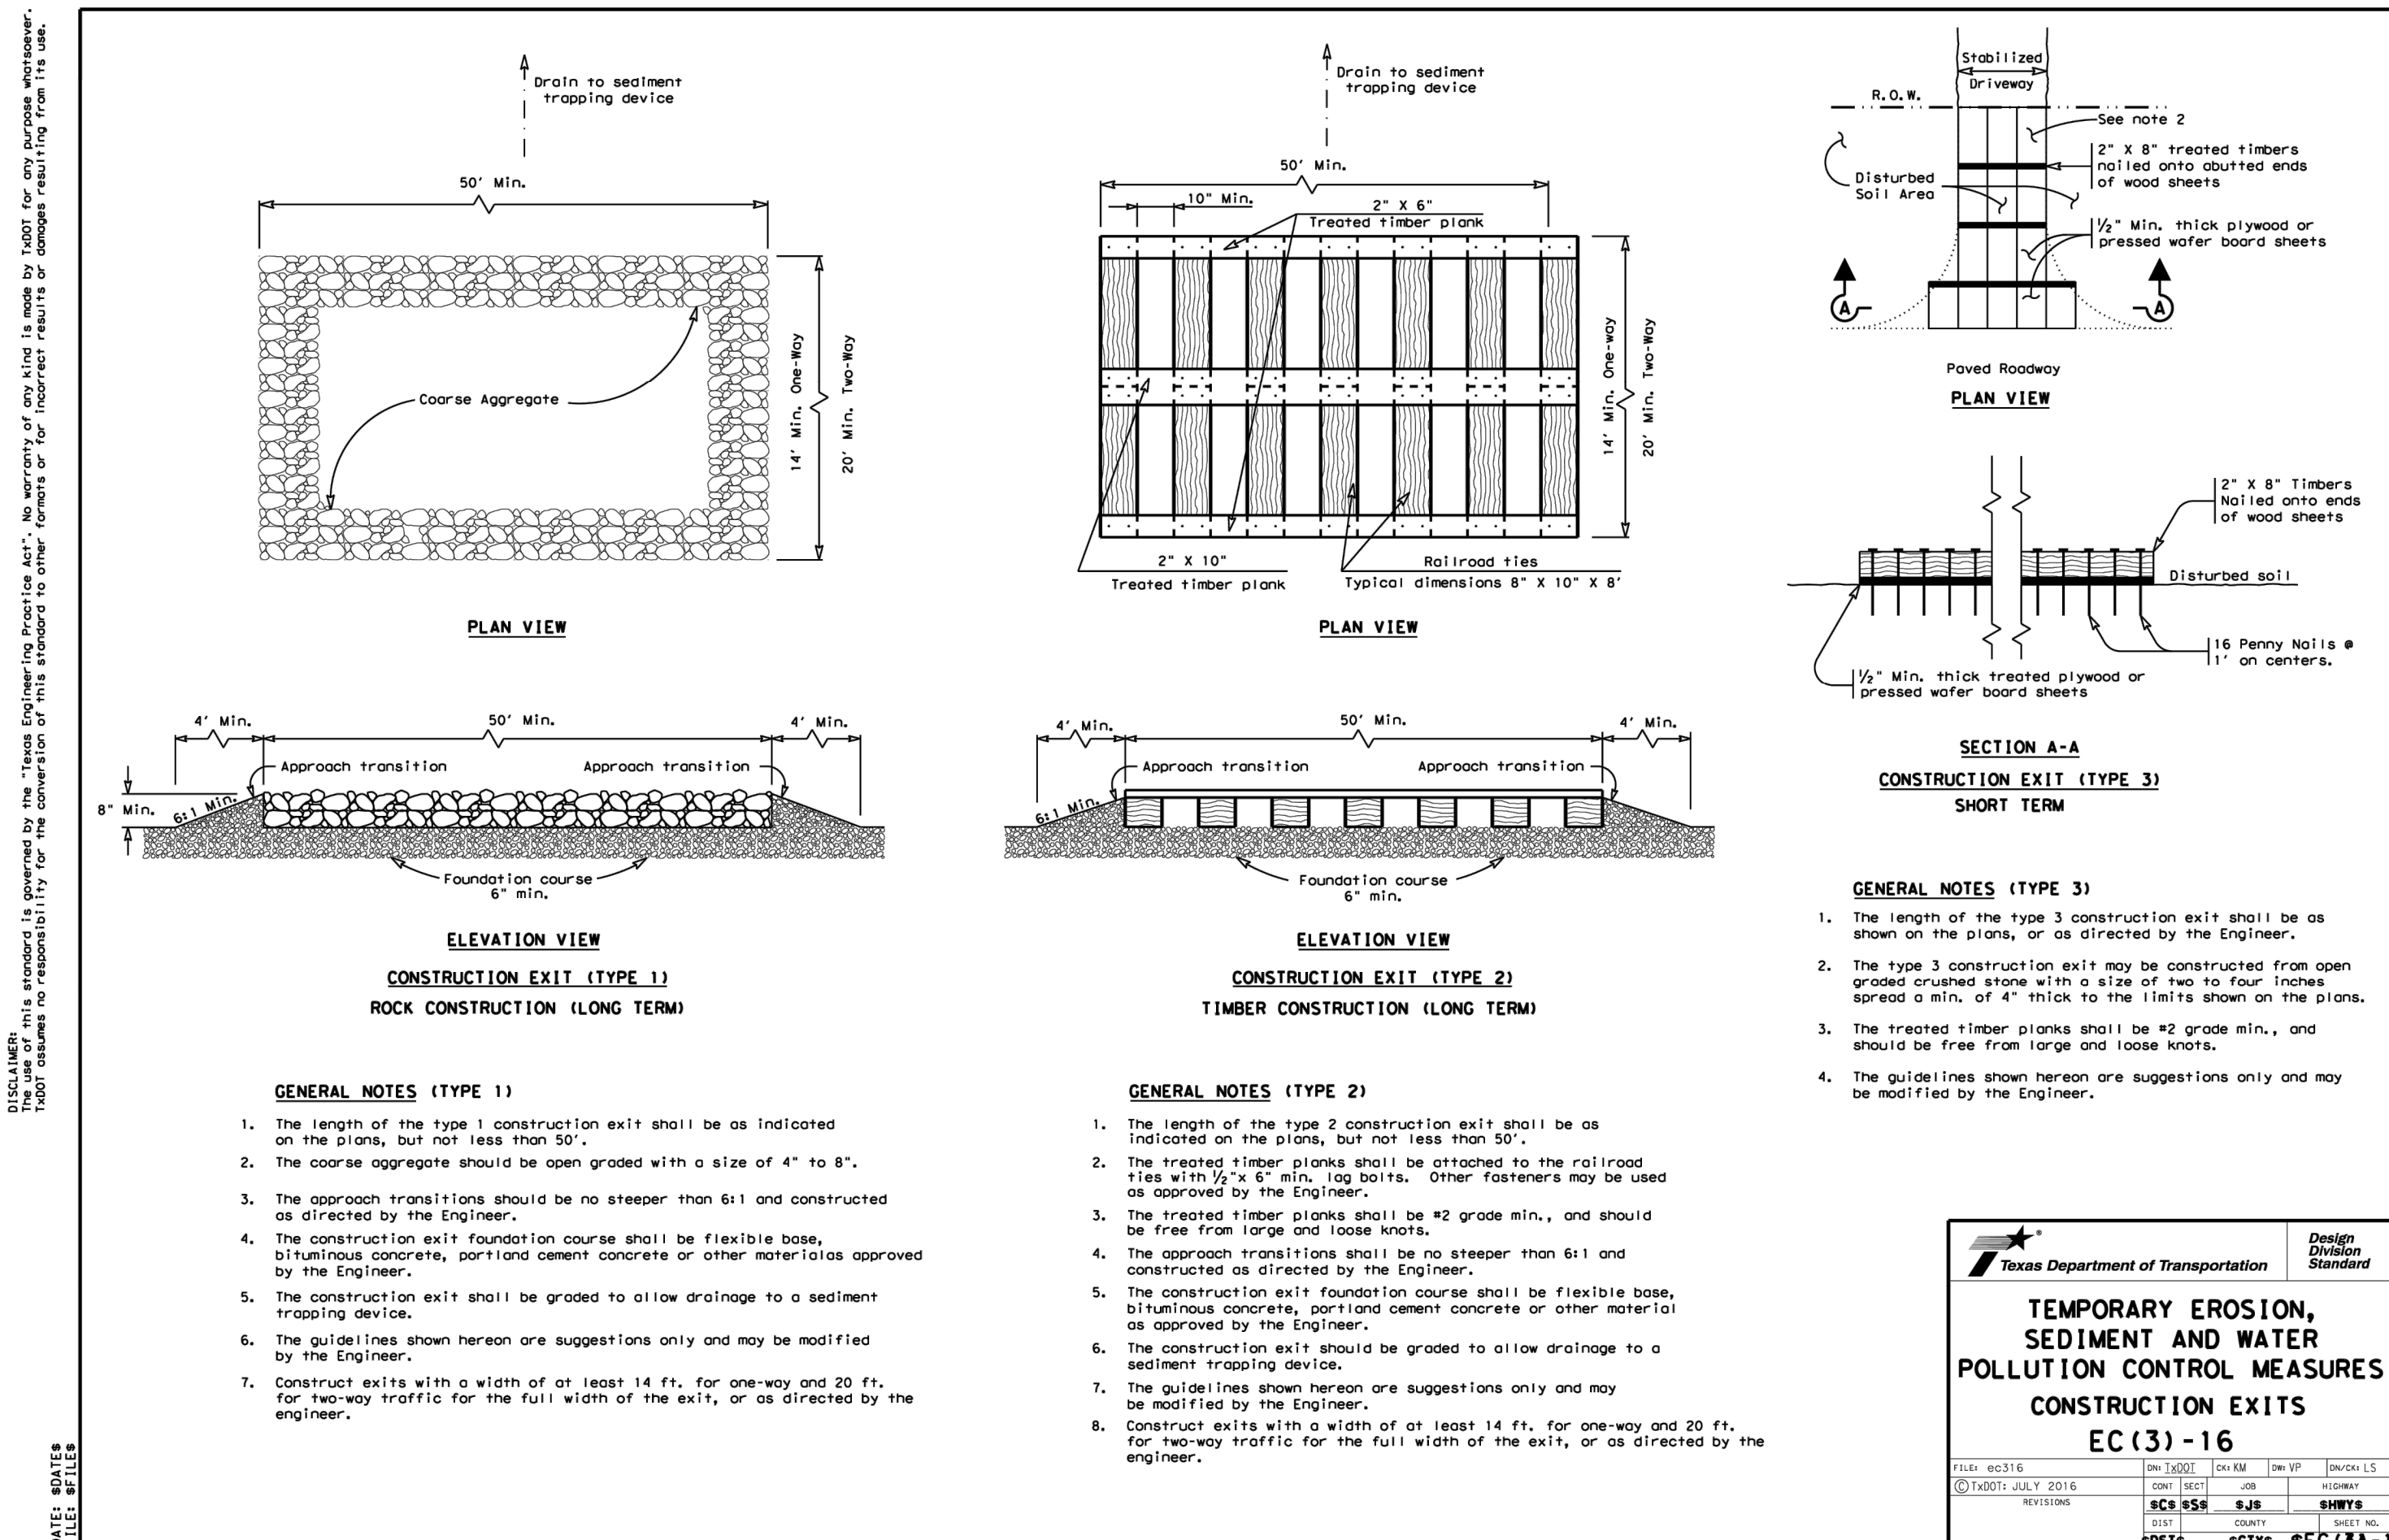 DISCLAIMER:
The use of this standard is governed by the "Texas Engineering Practice Act". No warranty of any kind is made by TxDOT for any purpose whatsoever.
TxDOT assumes no responsibility for the conversion of this standard to other formats or for incorrect results or damages resulting from its use.
DATE: $DATE$
FILE: $FILE$
Drain to sediment
trapping device
50' Min.
Coarse Aggregate
14' Min. One-Way
20' Min. Two-Way
PLAN VIEW
4' Min.
50' Min.
4' Min.
Approach transition
Approach transition
8" Min.
6:1 Min.
Foundation course
6" min.
ELEVATION VIEW
CONSTRUCTION EXIT (TYPE 1)
ROCK CONSTRUCTION (LONG TERM)
GENERAL NOTES (TYPE 1)
1. The length of the type 1 construction exit shall be as indicated
on the plans, but not less than 50'.
2. The coarse aggregate should be open graded with a size of 4" to 8".
3. The approach transitions should be no steeper than 6:1 and constructed
as directed by the Engineer.
4. The construction exit foundation course shall be flexible base,
bituminous concrete, portland cement concrete or other materialas approved
by the Engineer.
5. The construction exit shall be graded to allow drainage to a sediment
trapping device.
6. The guidelines shown hereon are suggestions only and may be modified
by the Engineer.
7. Construct exits with a width of at least 14 ft. for one-way and 20 ft.
for two-way traffic for the full width of the exit, or as directed by the
engineer.
Drain to sediment
trapping device
50' Min.
10" Min.
2" X 6"
Treated timber plank
14' Min. One-way
20' Min. Two-Way
2" X 10"
Treated timber plank
Railroad ties
Typical dimensions 8" X 10" X 8'
PLAN VIEW
4' Min.
50' Min.
4' Min.
Approach transition
Approach transition
6:1 Min.
Foundation course
6" min.
ELEVATION VIEW
CONSTRUCTION EXIT (TYPE 2)
TIMBER CONSTRUCTION (LONG TERM)
GENERAL NOTES (TYPE 2)
1. The length of the type 2 construction exit shall be as
indicated on the plans, but not less than 50'.
2. The treated timber planks shall be attached to the railroad
ties with 1/2"x 6" min. lag bolts. Other fasteners may be used
as approved by the Engineer.
3. The treated timber planks shall be #2 grade min., and should
be free from large and loose knots.
4. The approach transitions shall be no steeper than 6:1 and
constructed as directed by the Engineer.
5. The construction exit foundation course shall be flexible base,
bituminous concrete, portland cement concrete or other material
as approved by the Engineer.
6. The construction exit should be graded to allow drainage to a
sediment trapping device.
7. The guidelines shown hereon are suggestions only and may
be modified by the Engineer.
8. Construct exits with a width of at least 14 ft. for one-way and 20 ft.
for two-way traffic for the full width of the exit, or as directed by the
engineer.
Stabilized
Driveway
R.O.W.
See note 2
2" X 8" treated timbers
nailed onto abutted ends
of wood sheets
Disturbed
Soil Area
1/2" Min. thick plywood or
pressed wafer board sheets
A
A
Paved Roadway
PLAN VIEW
2" X 8" Timbers
Nailed onto ends
of wood sheets
Disturbed soil
16 Penny Nails @
1' on centers.
1/2" Min. thick treated plywood or
pressed wafer board sheets
SECTION A-A
CONSTRUCTION EXIT (TYPE 3)
SHORT TERM
GENERAL NOTES (TYPE 3)
1. The length of the type 3 construction exit shall be as
shown on the plans, or as directed by the Engineer.
2. The type 3 construction exit may be constructed from open
graded crushed stone with a size of two to four inches
spread a min. of 4" thick to the limits shown on the plans.
3. The treated timber planks shall be #2 grade min., and
should be free from large and loose knots.
4. The guidelines shown hereon are suggestions only and may
be modified by the Engineer.
®
Texas Department of Transportation
Design
Division
Standard
TEMPORARY EROSION,
SEDIMENT AND WATER
POLLUTION CONTROL MEASURES
CONSTRUCTION EXITS
EC(3)-16
FILE: ec316 DN: TxDOT CK: KM DW: VP DN/CK: LS
© TxDOT: JULY 2016 CONT SECT JOB HIGHWAY
REVISIONS $C$ $S$ $J$ $HWY$
DIST COUNTY SHEET NO.